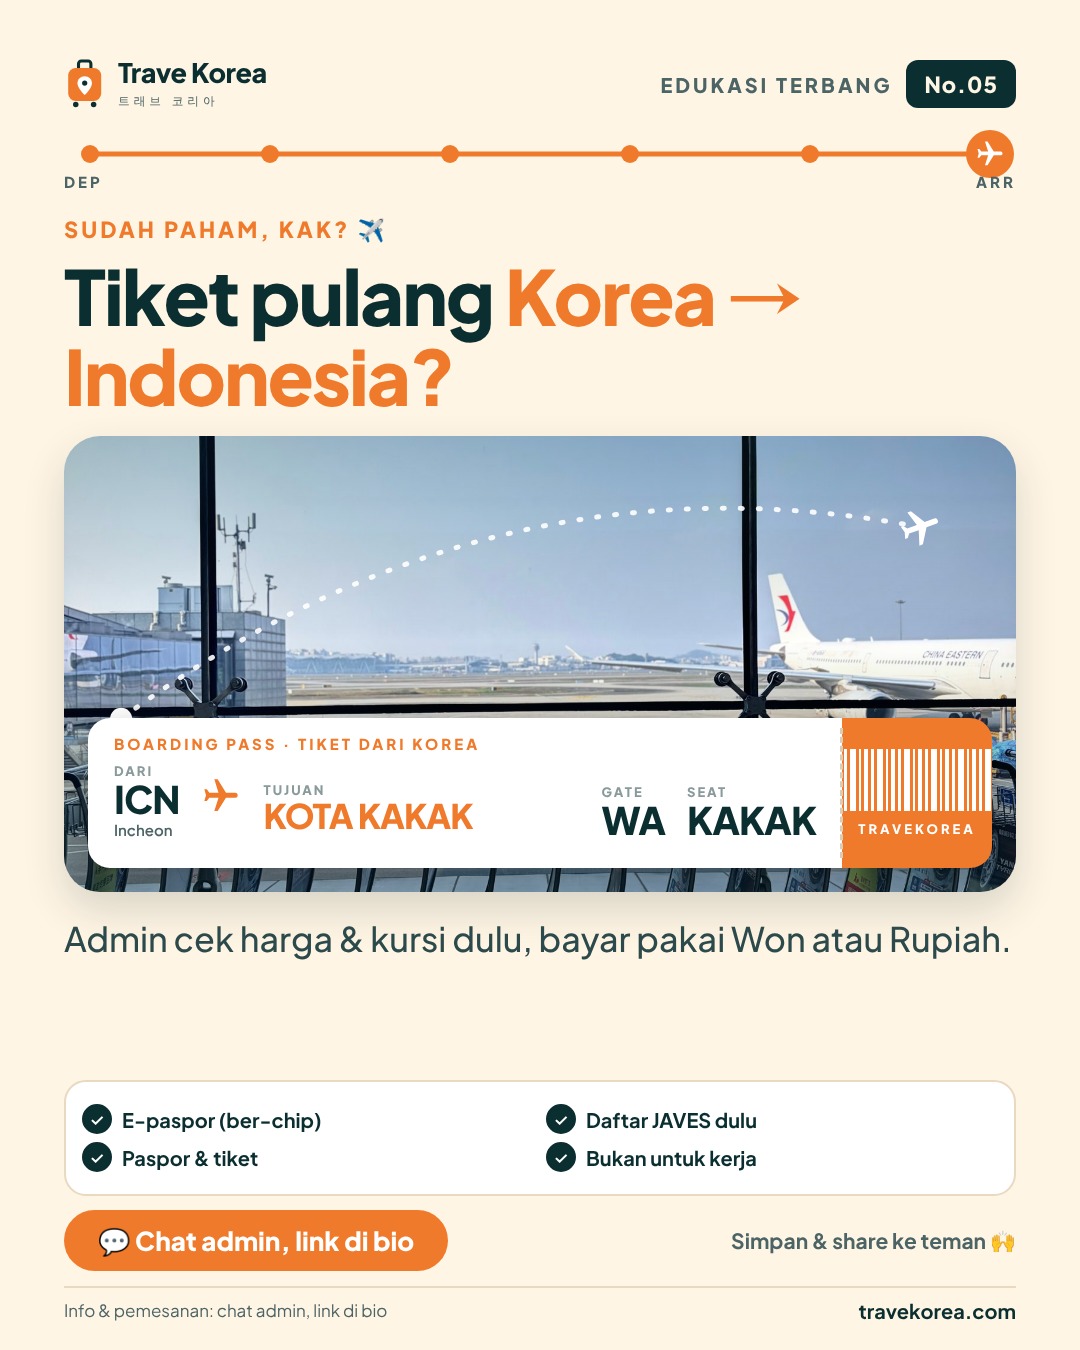 Trave Korea
트래브 코리아
EDUKASI TERBANG
No.05
DEP
ARR
SUDAH PAHAM, KAK? ✈️
Tiket pulang Korea →
Indonesia?
CHINA EASTERN
BOARDING PASS · TIKET DARI KOREA
DARI
ICN
Incheon
TUJUAN
KOTA KAKAK
GATE
WA
SEAT
KAKAK
TRAVEKOREA
Admin cek harga & kursi dulu, bayar pakai Won atau Rupiah.
E-paspor (ber-chip)
Daftar JAVES dulu
Paspor & tiket
Bukan untuk kerja
💬 Chat admin, link di bio
Simpan & share ke teman 🙌
Info & pemesanan: chat admin, link di bio
travekorea.com